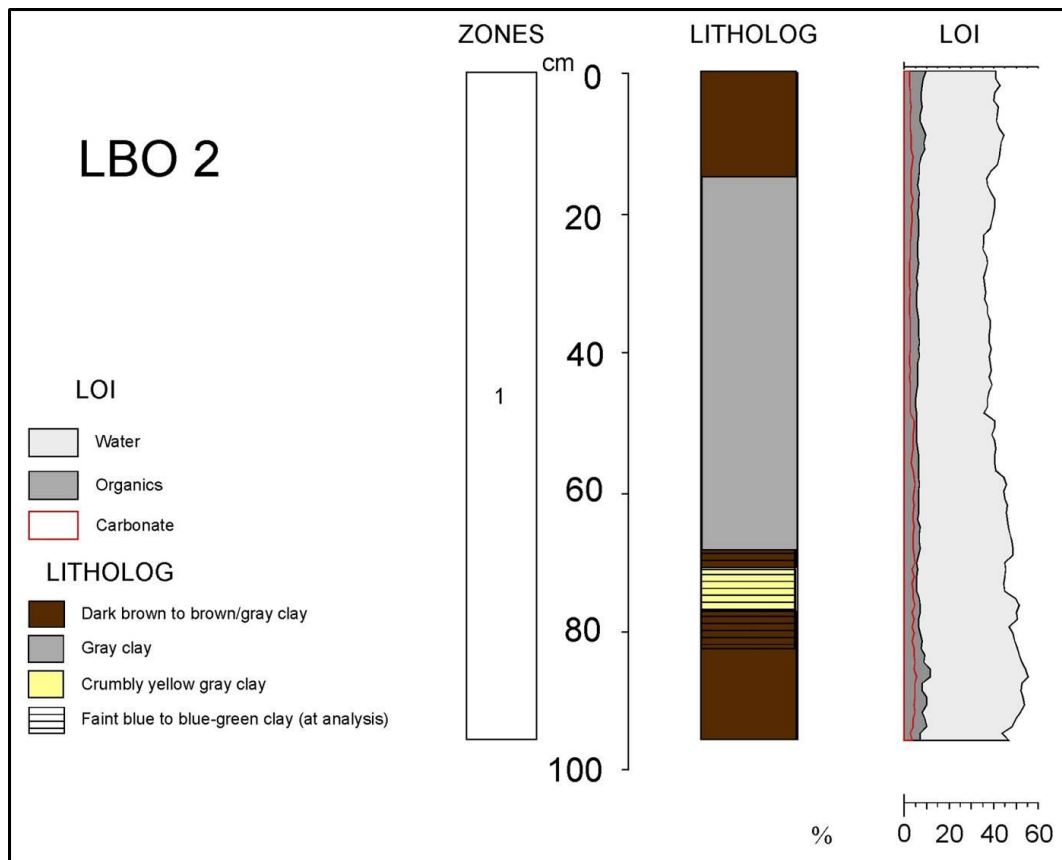 ZONES
LITHOLOG
LOI
cm
0
20
40
60
80
100
LBO 2
1
LOI
Water
Organics
Carbonate
LITHOLOG
Dark brown to brown/gray clay
Gray clay
Crumbly yellow gray clay
Faint blue to blue-green clay (at analysis)
% 0 20 40 60